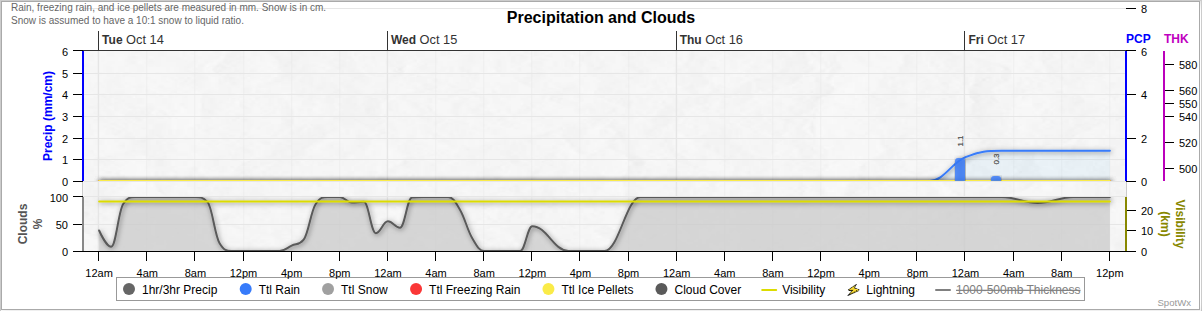 Rain, freezing rain, and ice pellets are measured in mm. Snow is in cm.
Snow is assumed to have a 10:1 snow to liquid ratio.
Precipitation and Clouds
8
Tue Oct 14
Wed Oct 15
Thu Oct 16
Fri Oct 17
PCP
THK
Precip (mm/cm)
6
5
4
3
2
1
0
1.1
0.3
6
4
2
0
580
560
550
540
520
500
Clouds
%
100
50
0
20
10
0
Visibility
(km)
12am 4am 8am 12pm 4pm 8pm 12am 4am 8am 12pm 4pm 8pm 12am 4am 8am 12pm 4pm 8pm 12am 4am 8am 12pm
1hr/3hr Precip Ttl Rain Ttl Snow Ttl Freezing Rain Ttl Ice Pellets Cloud Cover Visibility Lightning 1000-500mb Thickness
SpotWx